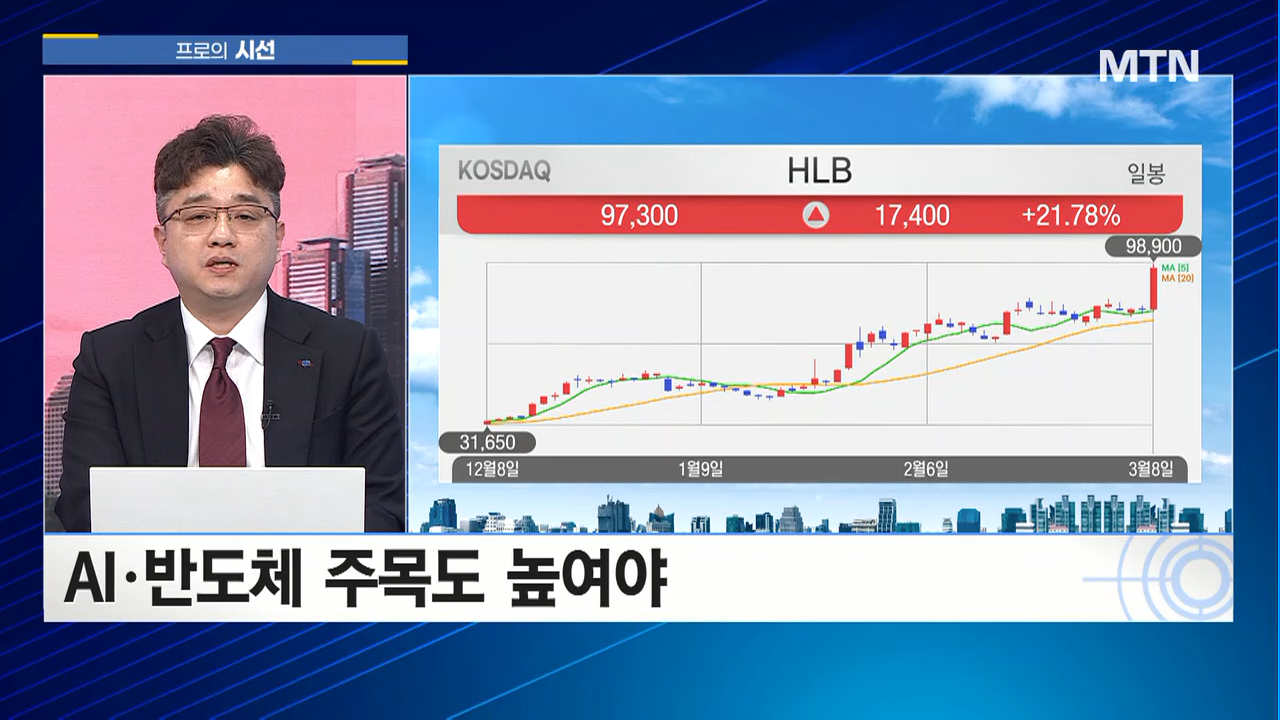 프로의 시선
MTN
KOSDAQ
HLB
일봉
97,300
17,400
+21.78%
98,900
MA [5]
MA [20]
31,650
12월8일
1월9일
2월6일
3월8일
AI·반도체 주목도 높여야